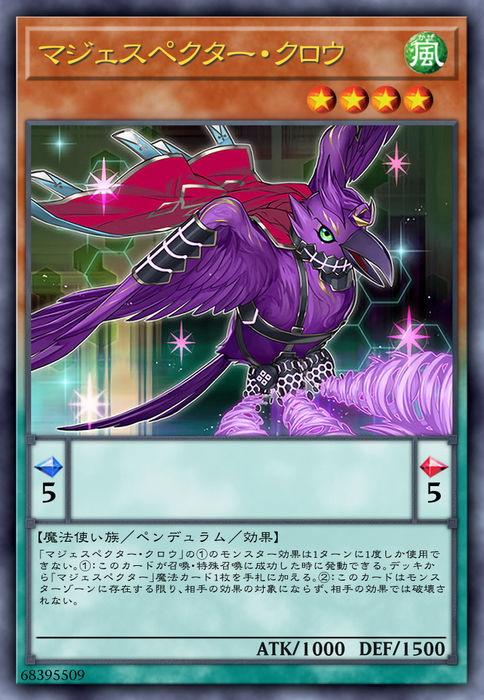 マジェスペクター・クロウ
かぜ
風
5
5
【魔法使い族／ペンデュラム／効果】
「マジェスペクター・クロウ」の①のモンスター効果は1ターンに1度しか使用で
きない。①：このカードが召喚・特殊召喚に成功した時に発動できる。デッキか
ら「マジェスペクター」魔法カード1枚を手札に加える。②：このカードはモンス
ターゾーンに存在する限り、相手の効果の対象にならず、相手の効果では破壊さ
れない。
ATK/1000 DEF/1500
68395509